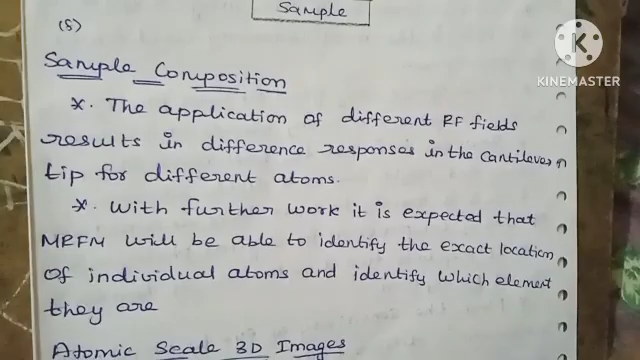 Sample
(5)
Sample Composition
*. The application of different RF fields
results in difference responses in the cantilever
tip for different atoms.
*. With further work it is expected that
MRFM will be able to identify the exact location
of individual atoms and identify which element
they are
Atomic Scale 3D Images
K
KINEMASTER